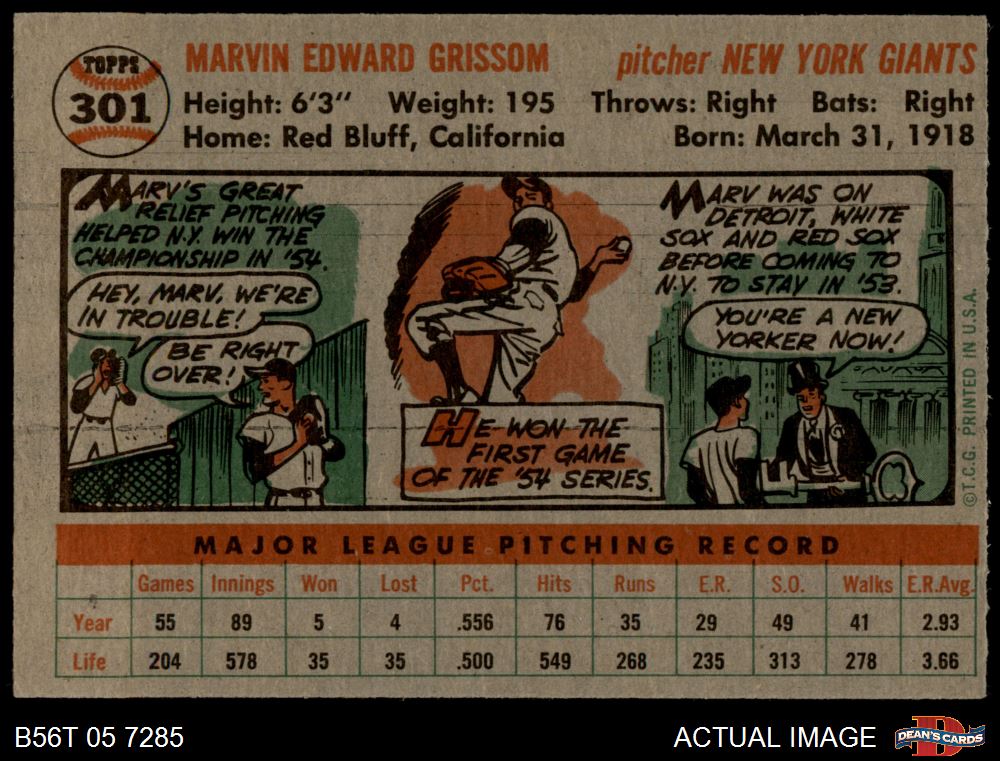 TOPPS
301
MARVIN EDWARD GRISSOM
pitcher NEW YORK GIANTS
Height: 6'3" Weight: 195 Throws: Right Bats: Right
Home: Red Bluff, California Born: March 31, 1918
MARV'S GREAT
RELIEF PITCHING
HELPED N.Y. WIN THE
CHAMPIONSHIP IN '54.
HEY, MARV, WE'RE
IN TROUBLE!
BE RIGHT
OVER!
HE WON THE
FIRST GAME
OF THE '54 SERIES.
MARV WAS ON
DETROIT, WHITE
SOX AND RED SOX
BEFORE COMING TO
N.Y. TO STAY IN '53.
YOU'RE A NEW
YORKER NOW!
©T.C.G. PRINTED IN U.S.A.
MAJOR LEAGUE PITCHING RECORD
Games Innings Won Lost Pct. Hits Runs E.R. S.O. Walks E.R.Avg.
Year 55 89 5 4 .556 76 35 29 49 41 2.93
Life 204 578 35 35 .500 549 268 235 313 278 3.66
B56T 05 7285
ACTUAL IMAGE
DEAN'S CARDS